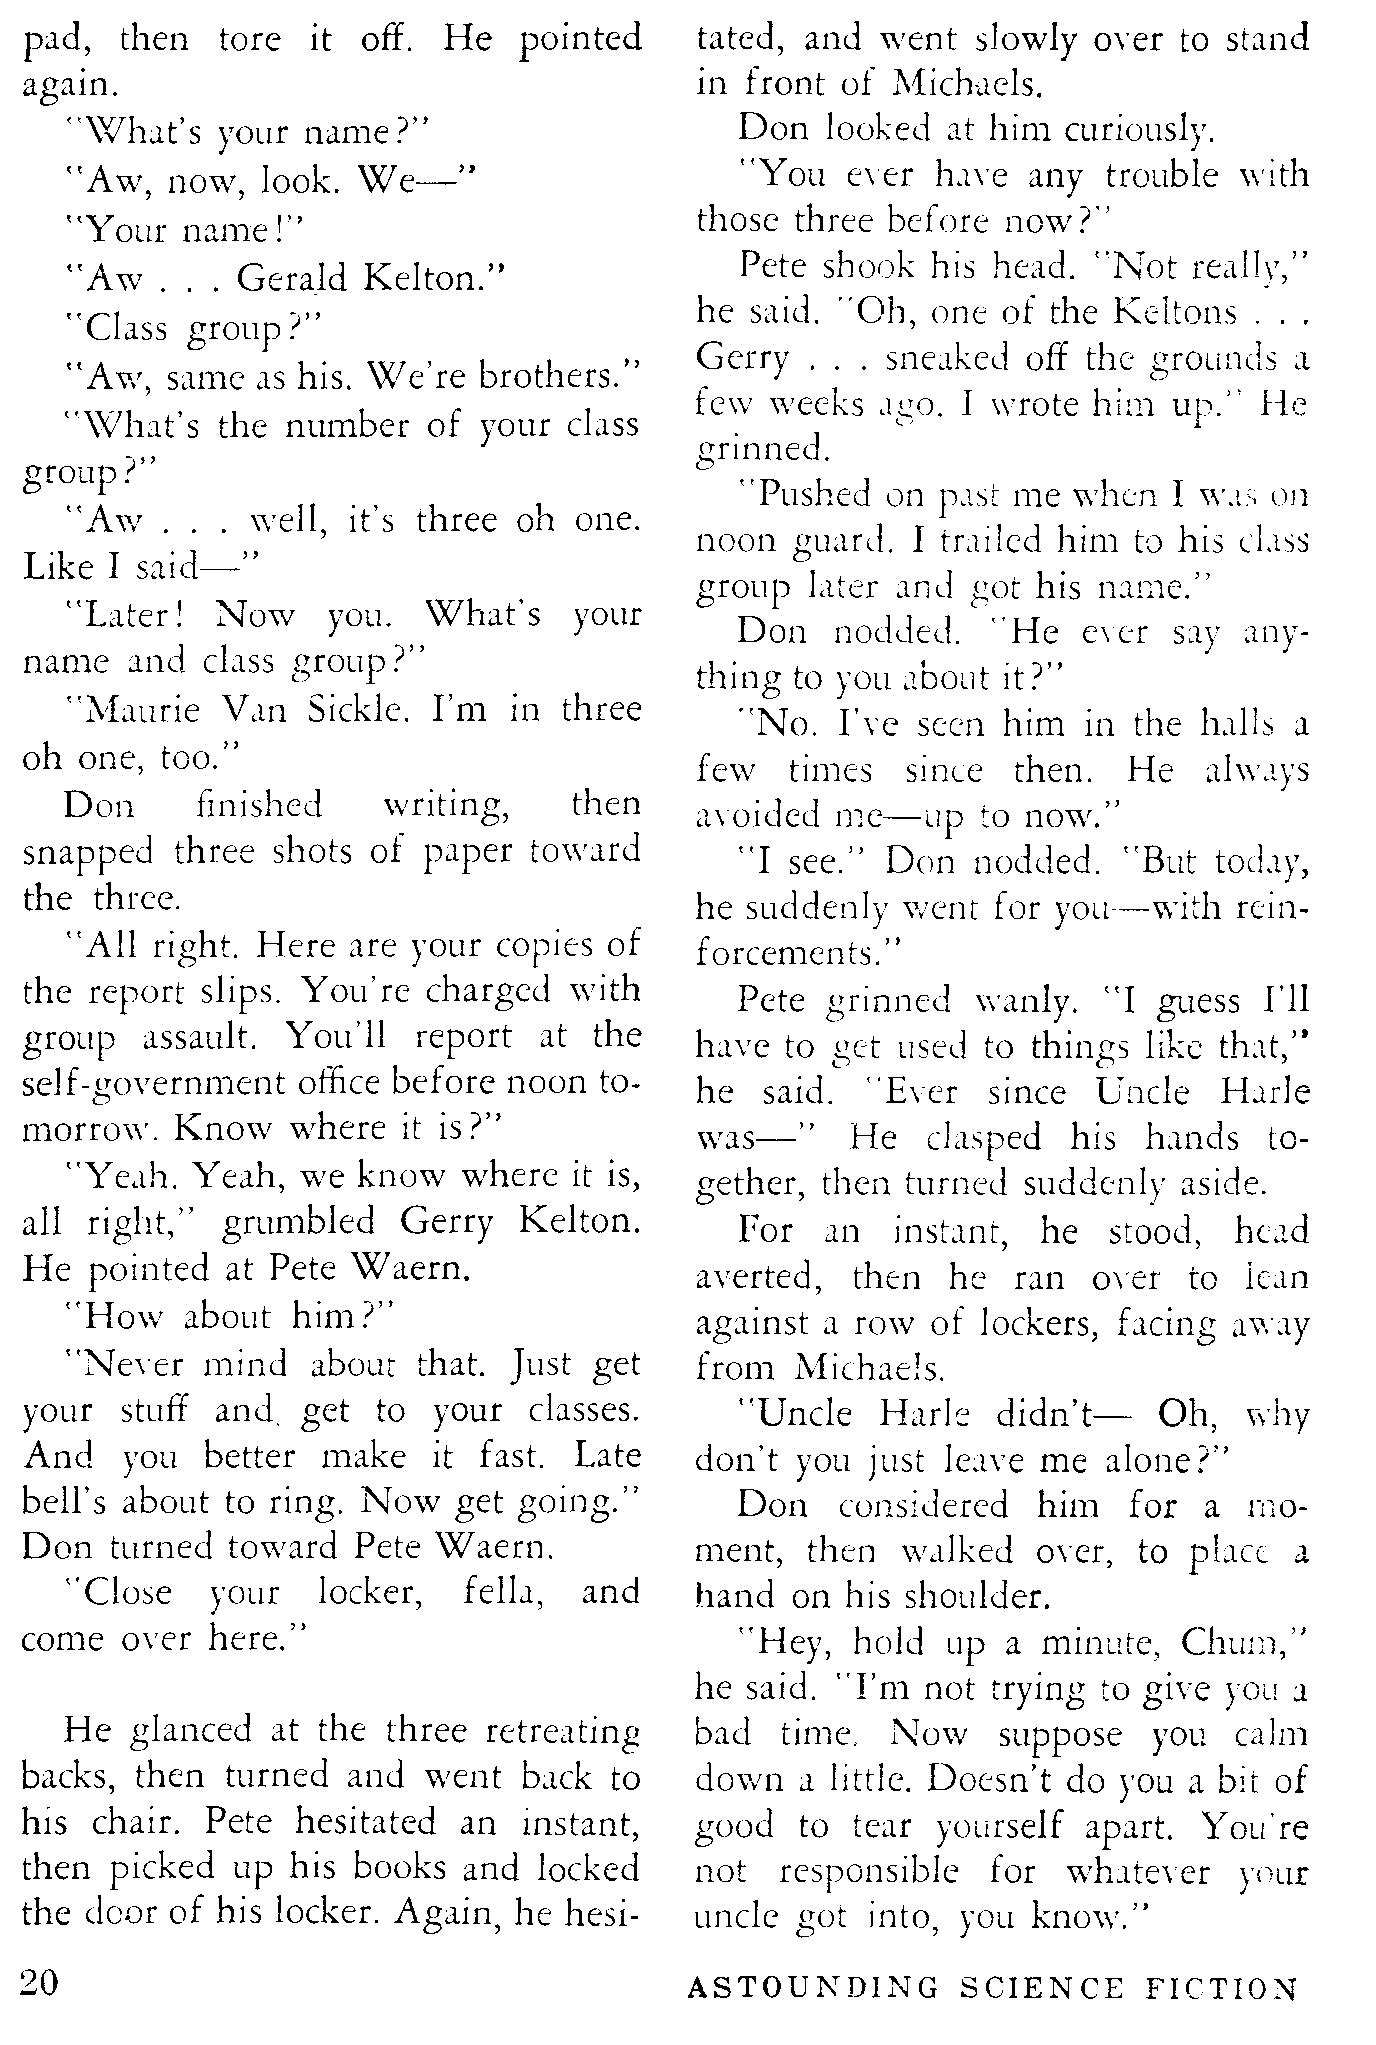 pad, then tore it off. He pointed
again.
"What's your name?"
"Aw, now, look. We—"
"Your name!"
"Aw . . . Gerald Kelton."
"Class group?"
"Aw, same as his. We're brothers."
"What's the number of your class
group?"
"Aw . . . well, it's three oh one.
Like I said—"
"Later! Now you. What's your
name and class group?"
"Maurie Van Sickle. I'm in three
oh one, too."
Don finished writing, then
snapped three shots of paper toward
the three.
"All right. Here are your copies of
the report slips. You're charged with
group assault. You'll report at the
self-government office before noon to-
morrow. Know where it is?"
"Yeah. Yeah, we know where it is,
all right," grumbled Gerry Kelton.
He pointed at Pete Waern.
"How about him?"
"Never mind about that. Just get
your stuff and get to your classes.
And you better make it fast. Late
bell's about to ring. Now get going."
Don turned toward Pete Waern.
"Close your locker, fella, and
come over here."
He glanced at the three retreating
backs, then turned and went back to
his chair. Pete hesitated an instant,
then picked up his books and locked
the door of his locker. Again, he hesi-
tated, and went slowly over to stand
in front of Michaels.
Don looked at him curiously.
"You ever have any trouble with
those three before now?"
Pete shook his head. "Not really,"
he said. "Oh, one of the Keltons . . .
Gerry . . . sneaked off the grounds a
few weeks ago. I wrote him up." He
grinned.
"Pushed on past me when I was on
noon guard. I trailed him to his class
group later and got his name."
Don nodded. "He ever say any-
thing to you about it?"
"No. I've seen him in the halls a
few times since then. He always
avoided me—up to now."
"I see." Don nodded. "But today,
he suddenly went for you—with rein-
forcements."
Pete grinned wanly. "I guess I'll
have to get used to things like that,"
he said. "Ever since Uncle Harle
was—" He clasped his hands to-
gether, then turned suddenly aside.
For an instant, he stood, head
averted, then he ran over to lean
against a row of lockers, facing away
from Michaels.
"Uncle Harle didn't— Oh, why
don't you just leave me alone?"
Don considered him for a mo-
ment, then walked over, to place a
hand on his shoulder.
"Hey, hold up a minute, Chum,"
he said. "I'm not trying to give you a
bad time. Now suppose you calm
down a little. Doesn't do you a bit of
good to tear yourself apart. You're
not responsible for whatever your
uncle got into, you know."
20
ASTOUNDING SCIENCE FICTION